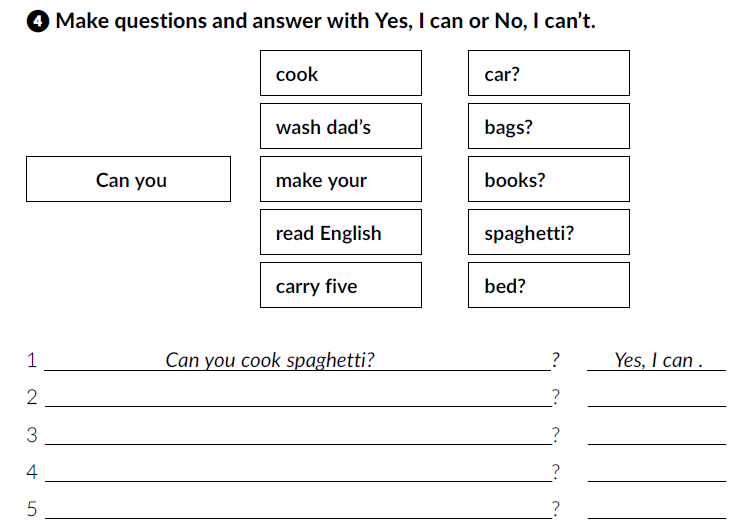 4 Make questions and answer with Yes, I can or No, I can't.
cook car?
wash dad's bags?
Can you make your books?
read English spaghetti?
carry five bed?
1 Can you cook spaghetti? ? Yes, I can .
2 ?
3 ?
4 ?
5 ?